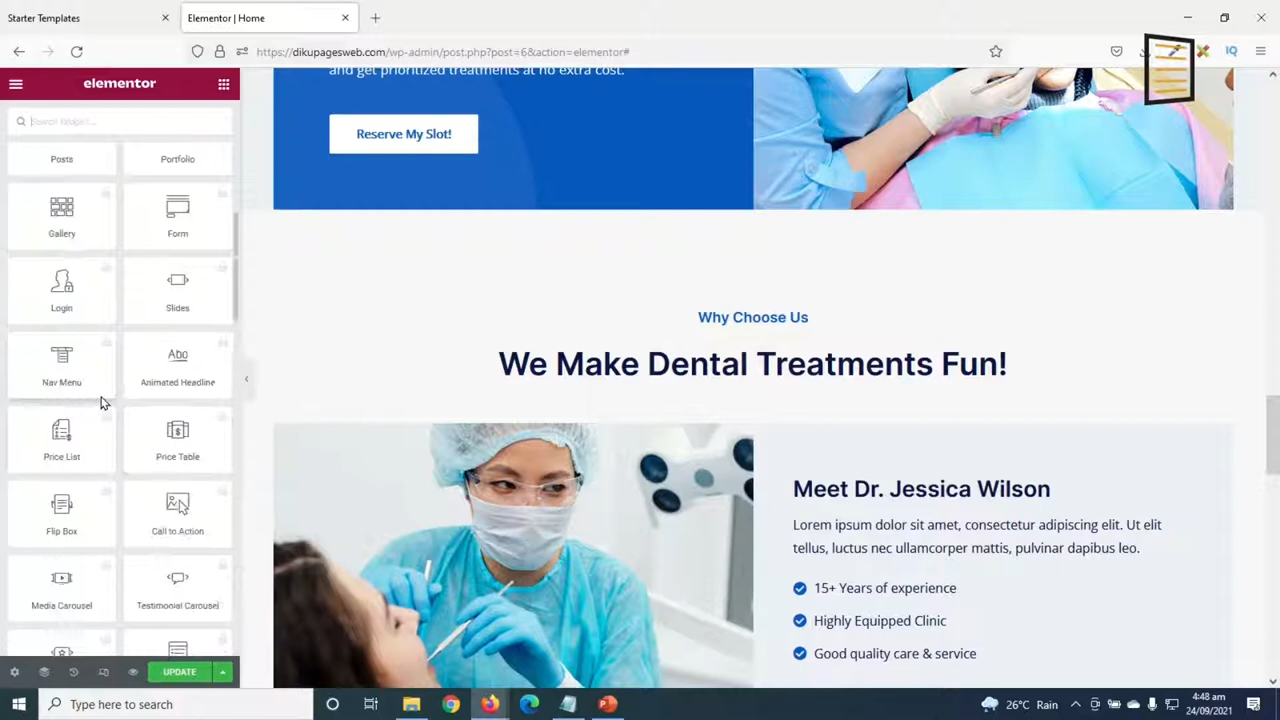 Starter Templates
Elementor | Home
https://dikupagesweb.com/wp-admin/post.php?post=6&action=elementor#
elementor
Search Widget...
Posts
Portfolio
Gallery
Form
Login
Slides
Nav Menu
Animated Headline
Price List
Price Table
Flip Box
Call to Action
Media Carousel
Testimonial Carousel
UPDATE
and get prioritized treatments at no extra cost.
Reserve My Slot!
Why Choose Us
We Make Dental Treatments Fun!
Meet Dr. Jessica Wilson
Lorem ipsum dolor sit amet, consectetur adipiscing elit. Ut elit
tellus, luctus nec ullamcorper mattis, pulvinar dapibus leo.
15+ Years of experience
Highly Equipped Clinic
Good quality care & service
Type here to search
26°C Rain
4:48 am
24/09/2021